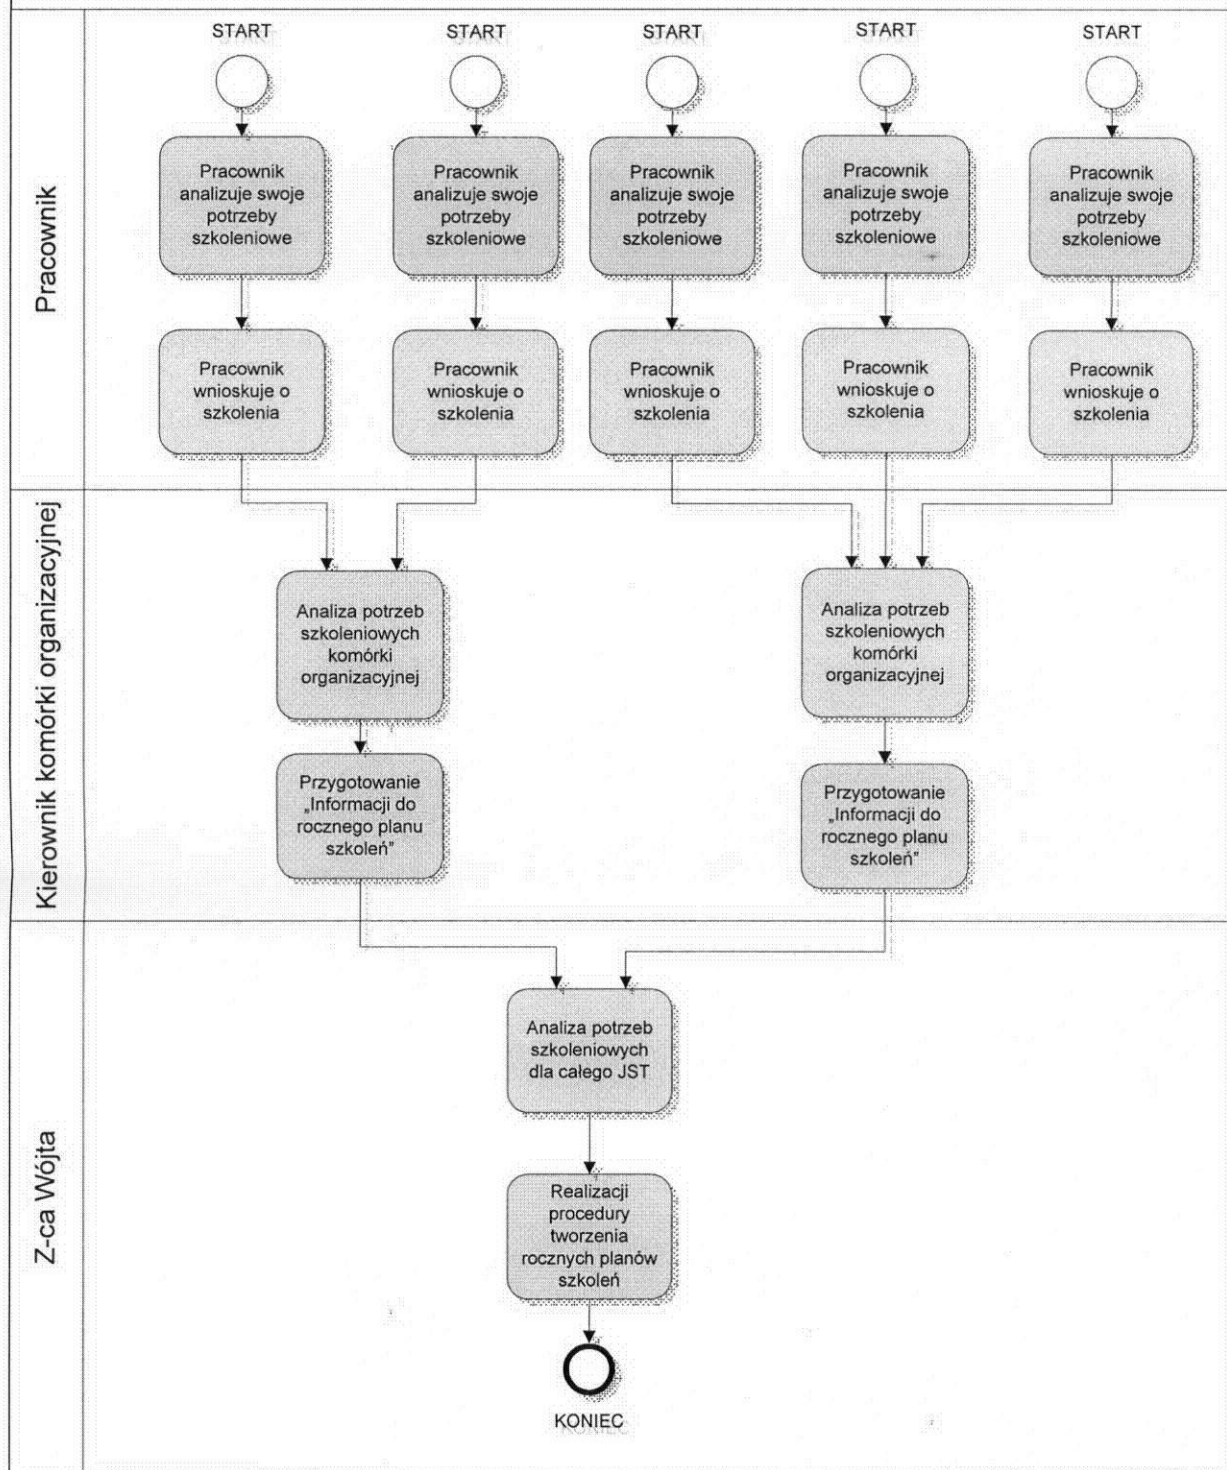 START
START
START
START
START
Pracownik
Pracownik
analizuje swoje
potrzeby
szkoleniowe
Pracownik
analizuje swoje
potrzeby
szkoleniowe
Pracownik
analizuje swoje
potrzeby
szkoleniowe
Pracownik
analizuje swoje
potrzeby
szkoleniowe
Pracownik
analizuje swoje
potrzeby
szkoleniowe
Pracownik
wnioskuje o
szkolenia
Pracownik
wnioskuje o
szkolenia
Pracownik
wnioskuje o
szkolenia
Pracownik
wnioskuje o
szkolenia
Pracownik
wnioskuje o
szkolenia
Kierownik komórki organizacyjnej
Analiza potrzeb
szkoleniowych
komórki
organizacyjnej
Analiza potrzeb
szkoleniowych
komórki
organizacyjnej
Przygotowanie
„Informacji do
rocznego planu
szkoleń”
Przygotowanie
„Informacji do
rocznego planu
szkoleń”
Z-ca Wójta
Analiza potrzeb
szkoleniowych
dla całego JST
Realizacji
procedury
tworzenia
rocznych planów
szkoleń
KONIEC